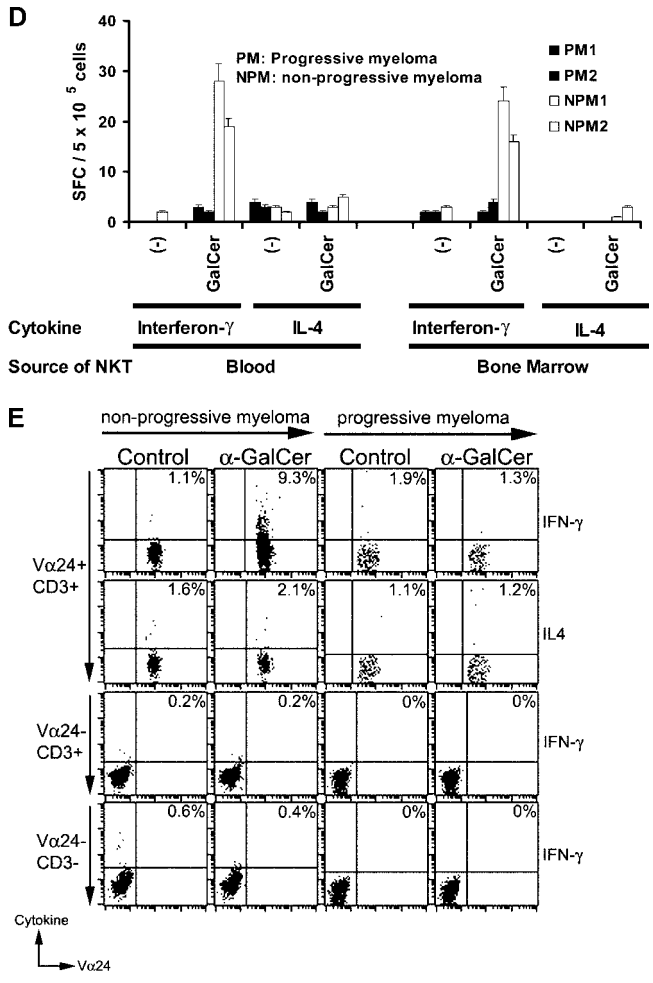 D
40
30
20
10
0
SFC / 5 x 10 5 cells
PM: Progressive myeloma
NPM: non-progressive myeloma
PM1
PM2
NPM1
NPM2
(-) GalCer (-) GalCer (-) GalCer (-) GalCer
Cytokine Interferon-γ IL-4 Interferon-γ IL-4
Source of NKT Blood Bone Marrow
E
non-progressive myeloma progressive myeloma
Control α-GalCer Control α-GalCer
1.1% 9.3% 1.9% 1.3%
IFN-γ
Vα24+
CD3+
1.6% 2.1% 1.1% 1.2%
IL4
0.2% 0.2% 0% 0%
Vα24-
CD3+
IFN-γ
0.6% 0.4% 0% 0%
Vα24-
CD3-
IFN-γ
Cytokine
Vα24